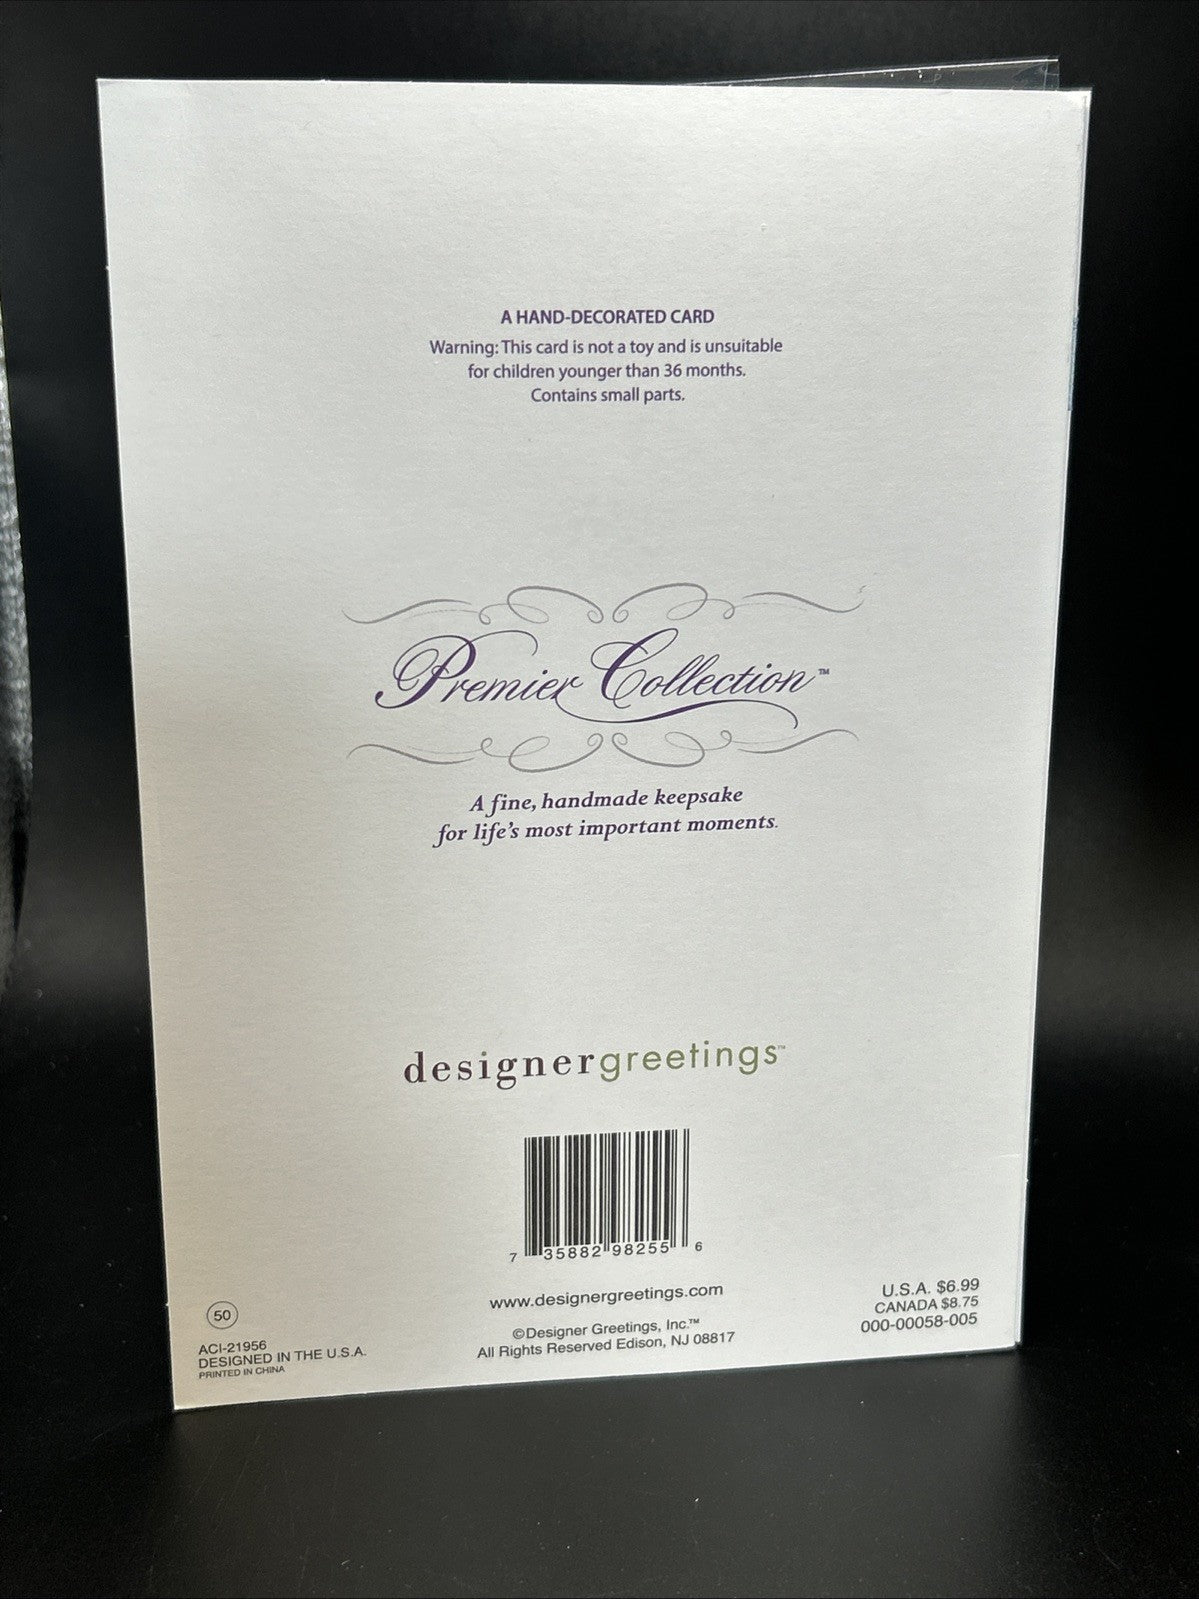 A HAND-DECORATED CARD
Warning: This card is not a toy and is unsuitable
for children younger than 36 months.
Contains small parts.
Premier Collection™
A fine, handmade keepsake
for life's most important moments.
designergreetings™
7 35882 98255 6
www.designergreetings.com
©Designer Greetings, Inc.™
All Rights Reserved Edison, NJ 08817
50
ACI-21956
DESIGNED IN THE U.S.A.
PRINTED IN CHINA
U.S.A. $6.99
CANADA $8.75
000-00058-005